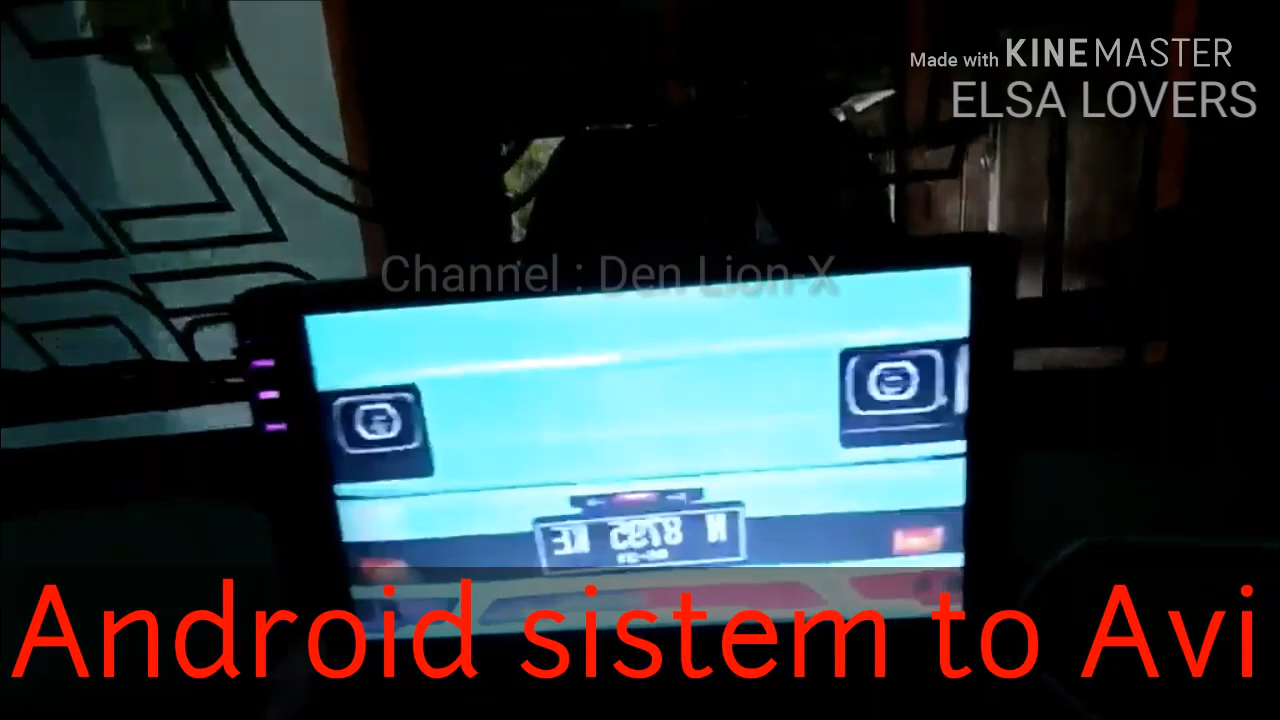 Made with KINEMASTER
ELSA LOVERS
Channel : Den Lion-X
Android sistem to Avi